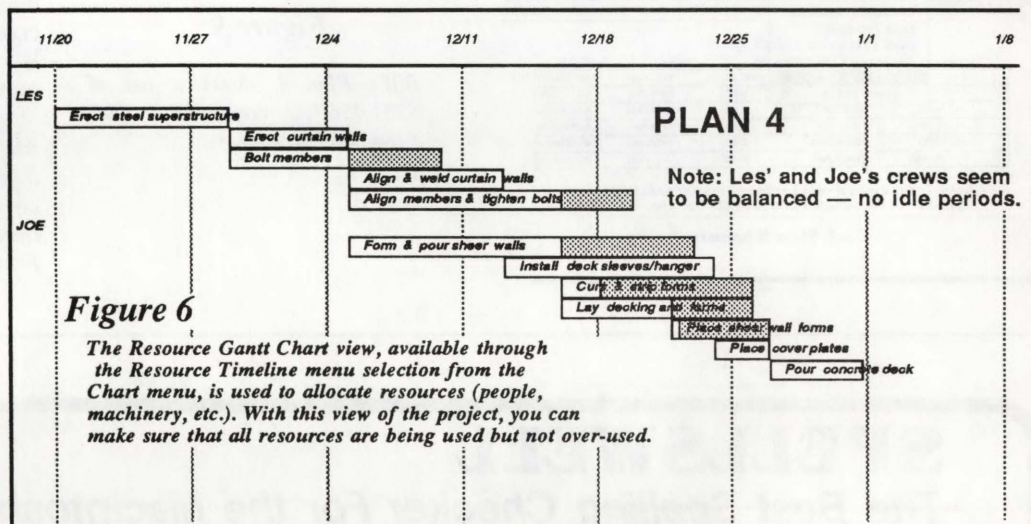 11/20 11/27 12/4 12/11 12/18 12/25 1/1 1/8
LES
Erect steel superstructure
Erect curtain walls
Bolt members
Align & weld curtain walls
Align members & tighten bolts
PLAN 4
Note: Les' and Joe's crews seem
to be balanced — no idle periods.
JOE
Form & pour sheer walls
Install deck sleeves/hanger
Cure & strip forms
Lay decking and forms
Place sheer wall forms
Place cover plates
Pour concrete deck
Figure 6
The Resource Gantt Chart view, available through
the Resource Timeline menu selection from the
Chart menu, is used to allocate resources (people,
machinery, etc.). With this view of the project, you can
make sure that all resources are being used but not over-used.